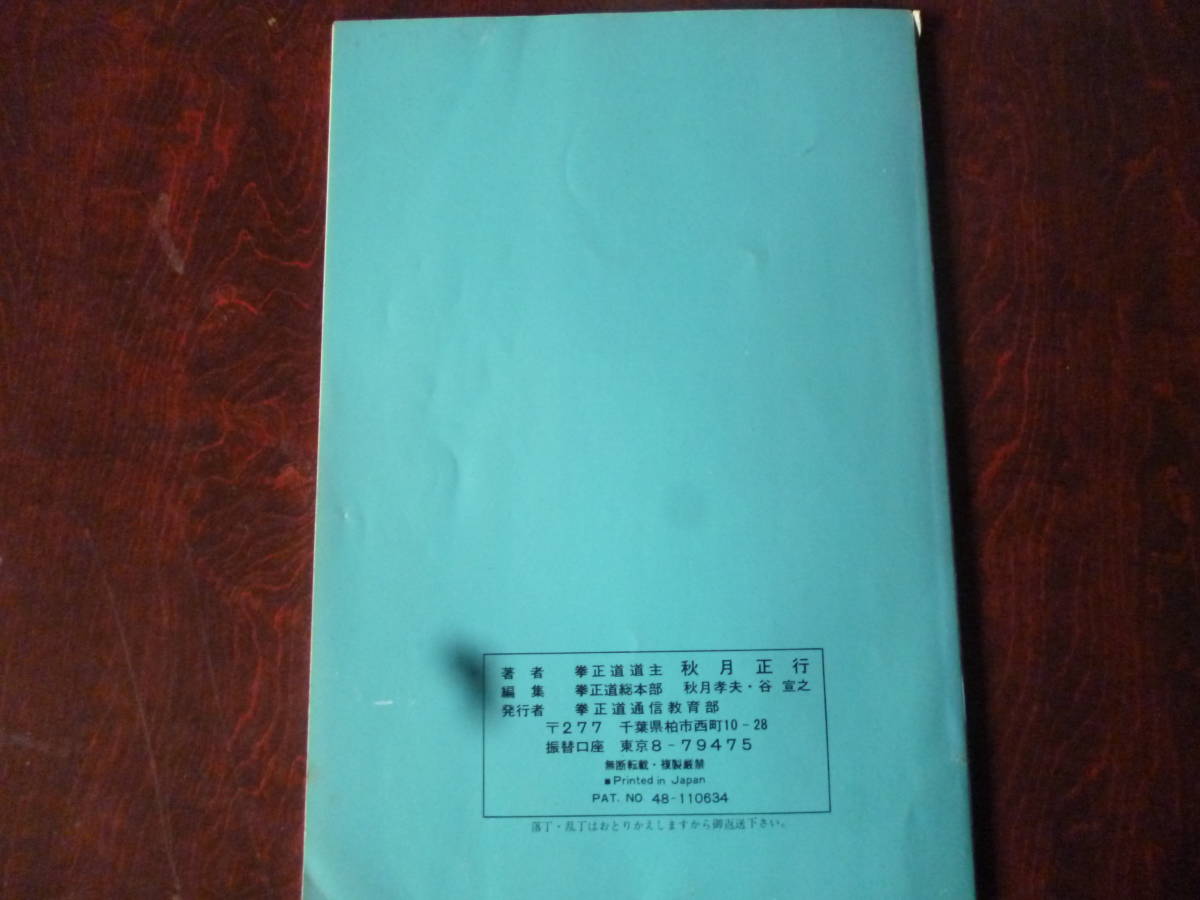 著者 拳正道道主 秋月正行
編集 拳正道総本部 秋月孝夫・谷 宣之
発行者 拳正道通信教育部
〒277 千葉県柏市西町10-28
振替口座 東京8-79475
無断転載・複製厳禁
■Printed in Japan
PAT. NO 48-110634
落丁・乱丁はおとりかえしますから御返送下さい。